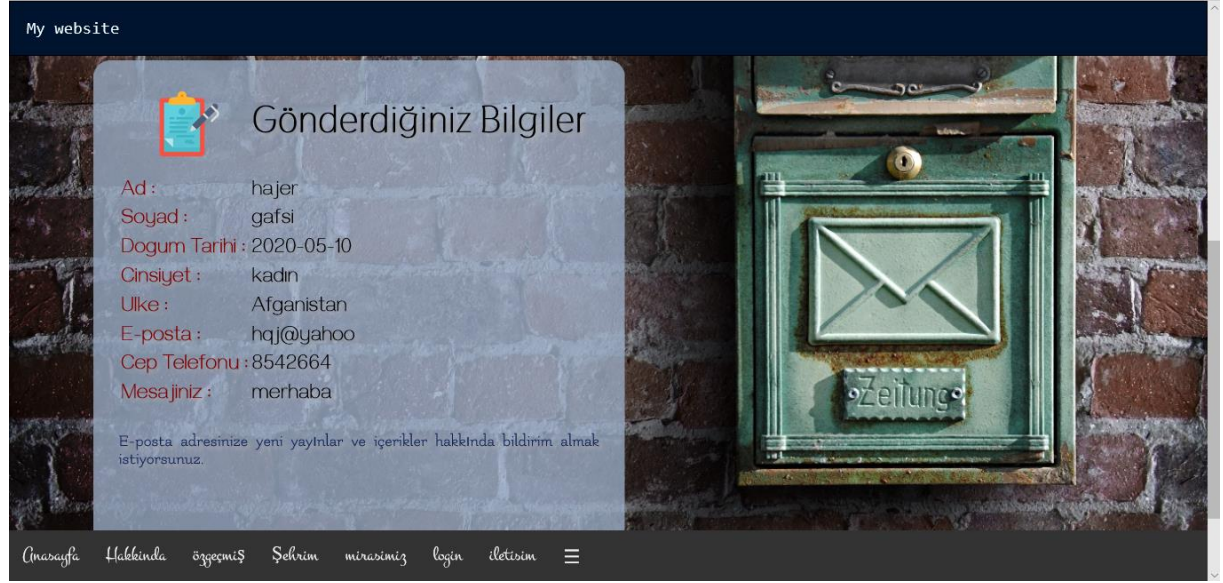 My website
Gönderdiğiniz Bilgiler
Ad : hajer
Soyad : gafsi
Dogum Tarihi : 2020-05-10
Cinsiyet : kadın
Ulke : Afganistan
E-posta : hqj@yahoo
Cep Telefonu : 8542664
Mesajiniz : merhaba
E-posta adresinize yeni yayınlar ve içerikler hakkında bildirim almak
istiyorsunuz.
Zeitung
Anasayfa Hakkinda özgeçmiş Şehrim mirasimiz login iletisim ☰